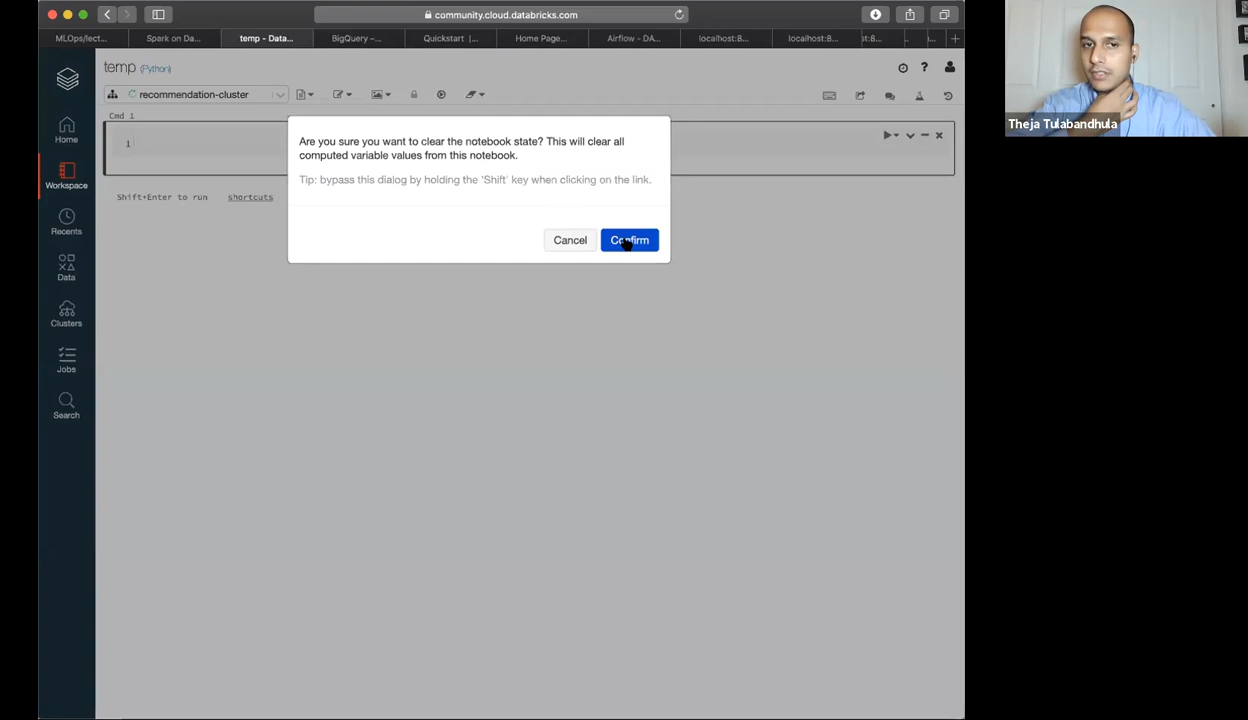 community.cloud.databricks.com
MLOps/lect...
Spark on Da...
temp - Data...
BigQuery –...
Quickstart |...
Home Page...
Airflow - DA...
localhost:8...
localhost:8...
st:8...
temp (Python)
recommendation-cluster
Theja Tulabandhula
Cmd 1
1
Home
Workspace
Recents
Data
Clusters
Jobs
Search
Shift+Enter to run shortcuts
Are you sure you want to clear the notebook state? This will clear all
computed variable values from this notebook.
Tip: bypass this dialog by holding the 'Shift' key when clicking on the link.
Cancel
Confirm